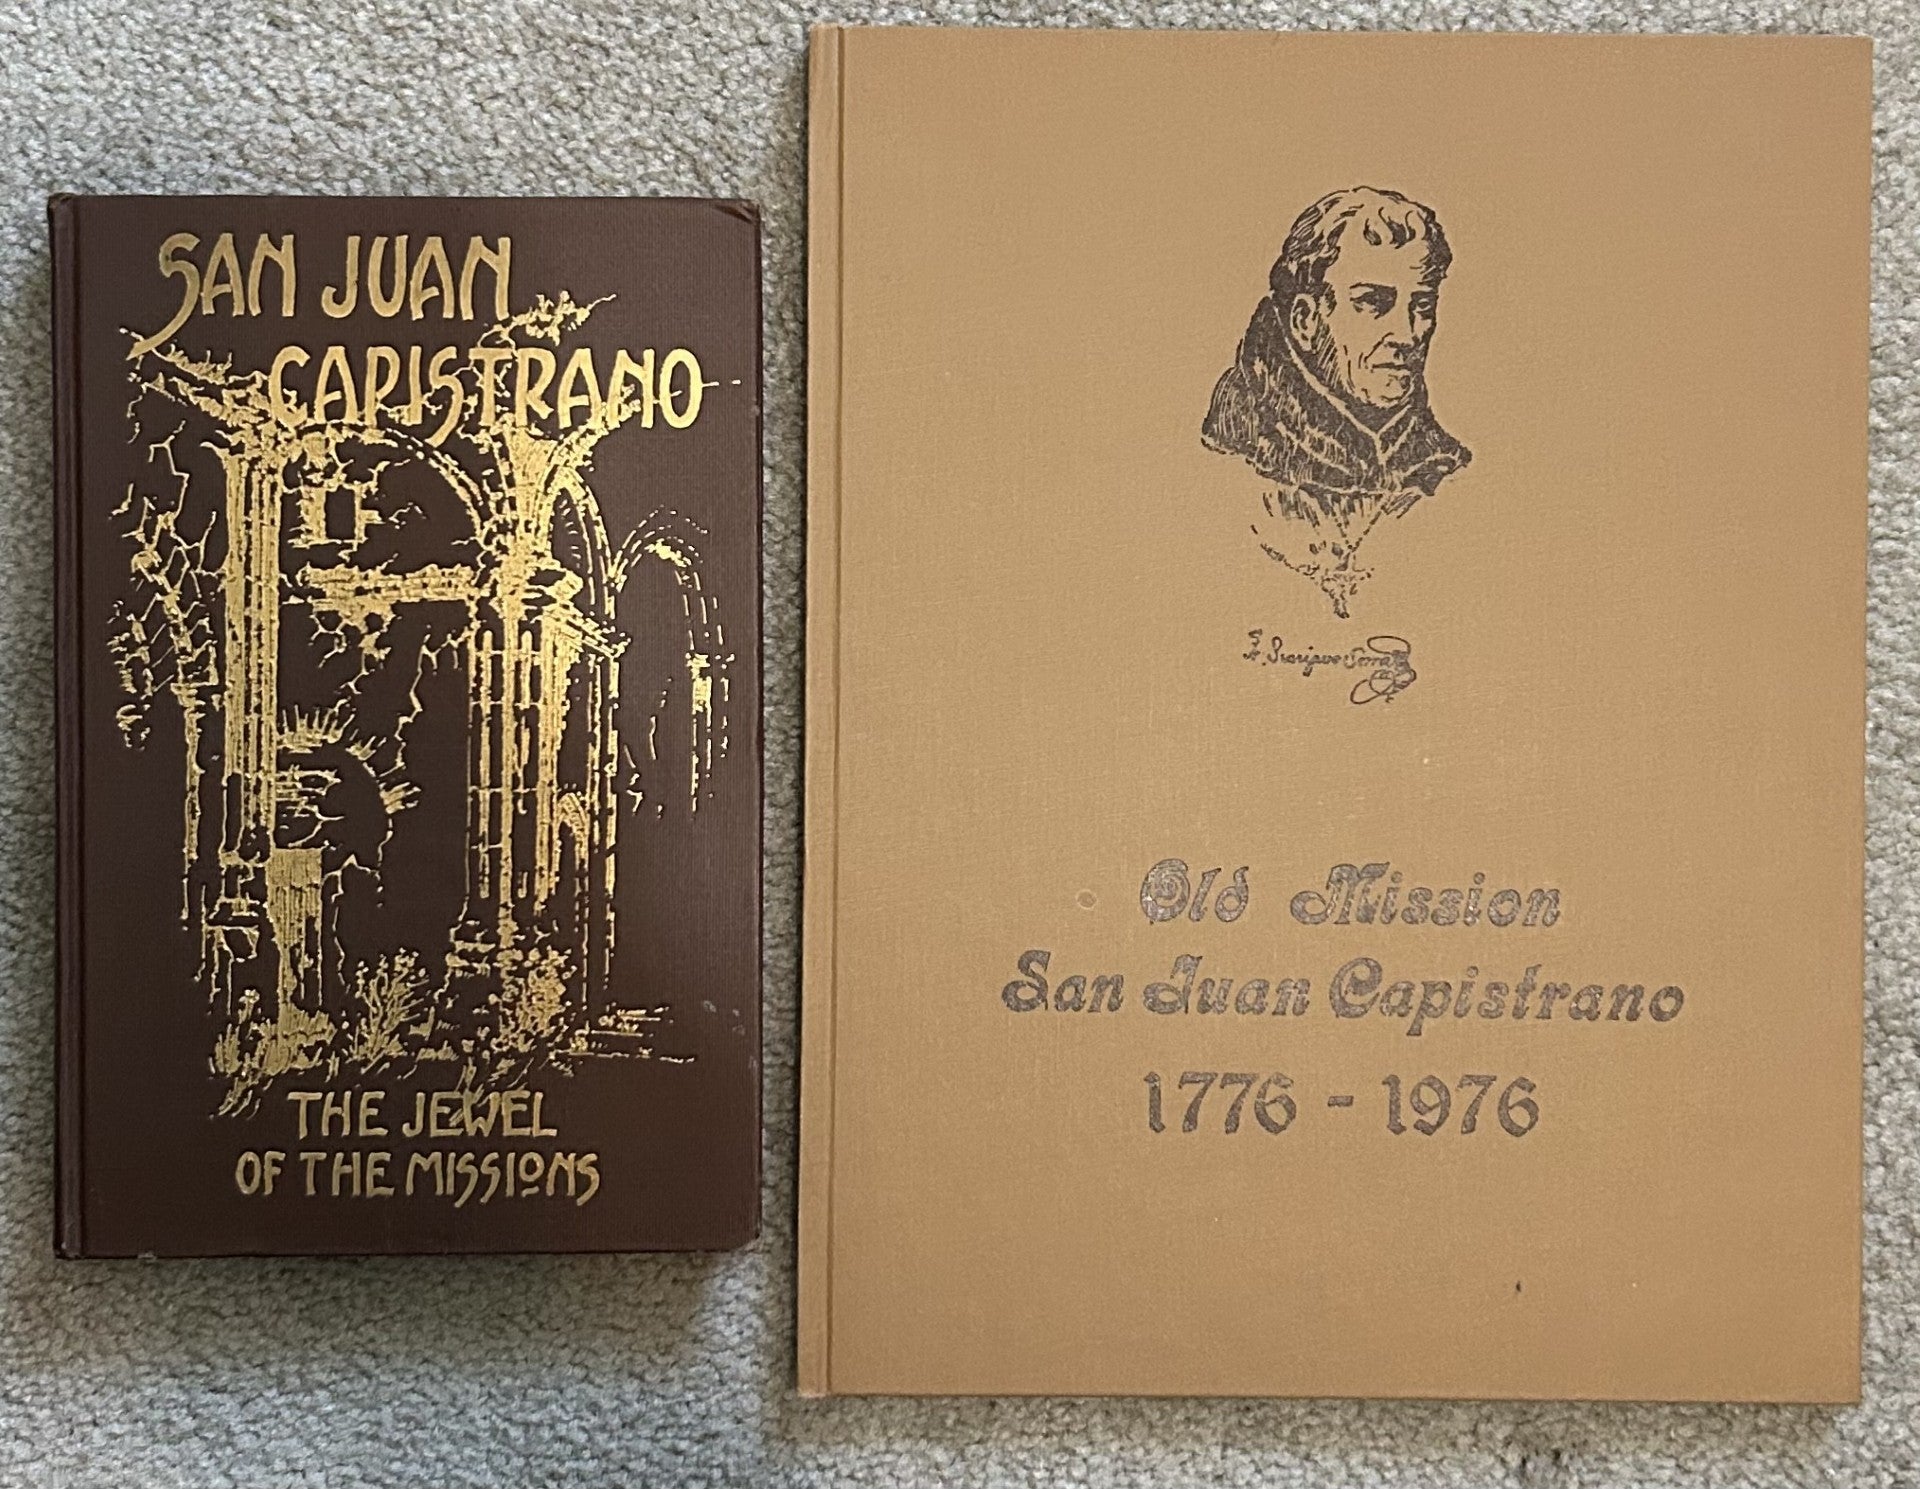 SAN JUAN
CAPISTRANO
THE JEWEL
OF THE MISSIONS
Old Mission
San Juan Capistrano
1776 - 1976